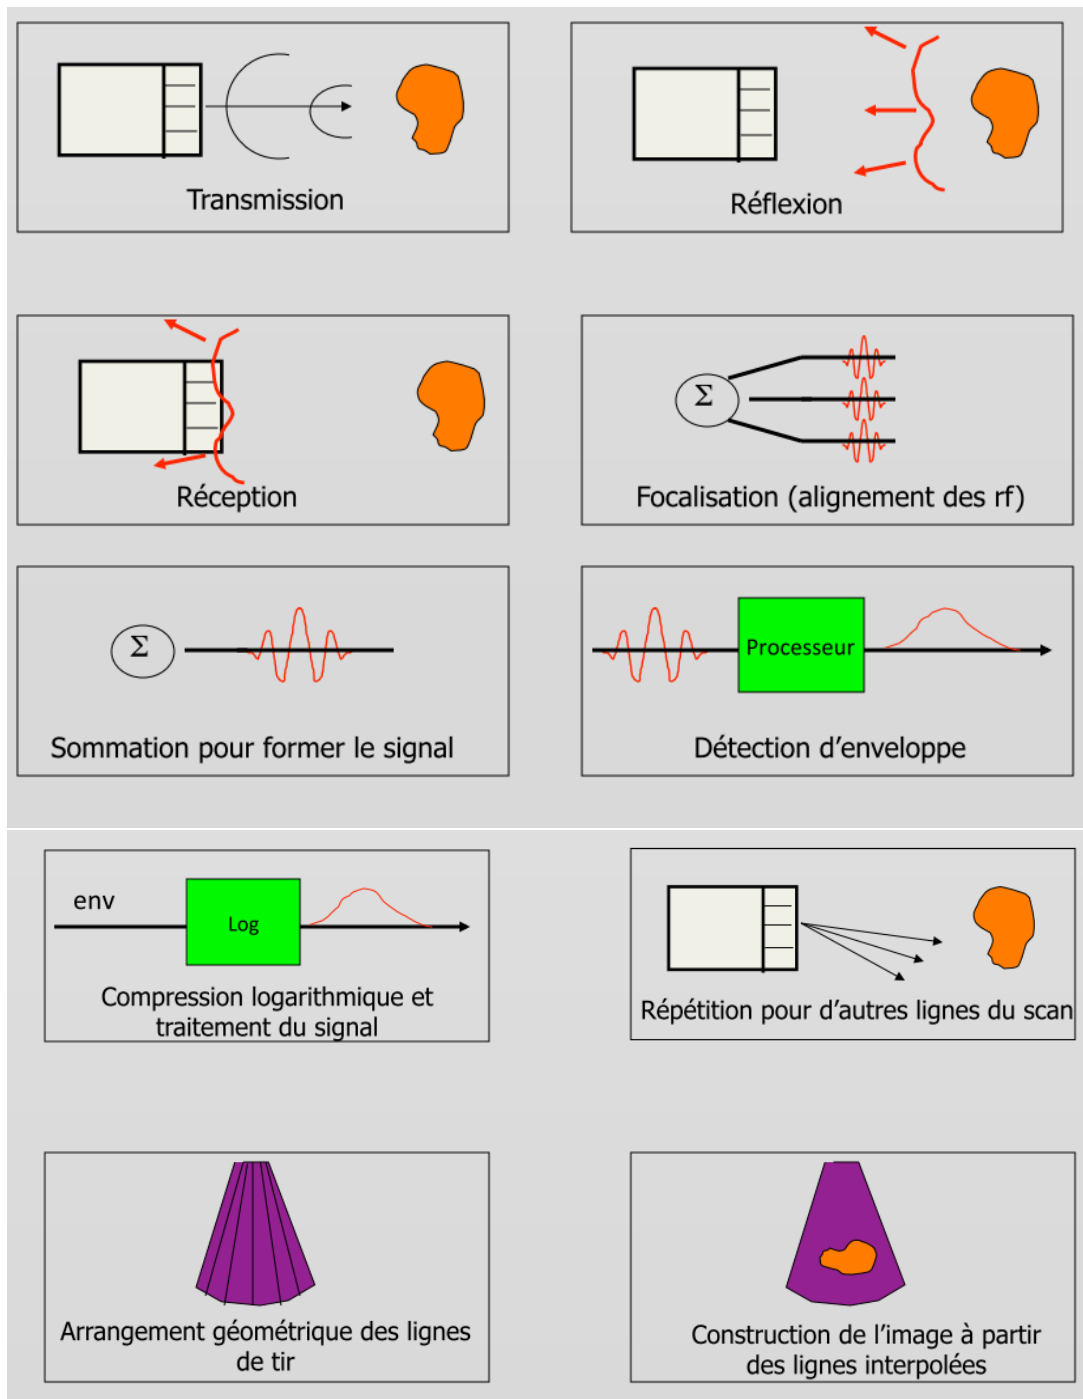 Transmission
Réflexion
Réception
Σ
Focalisation (alignement des rf)
Σ
Sommation pour former le signal
Processeur
Détection d’enveloppe
env
Log
Compression logarithmique et
traitement du signal
Répétition pour d’autres lignes du scan
Arrangement géométrique des lignes
de tir
Construction de l’image à partir
des lignes interpolées